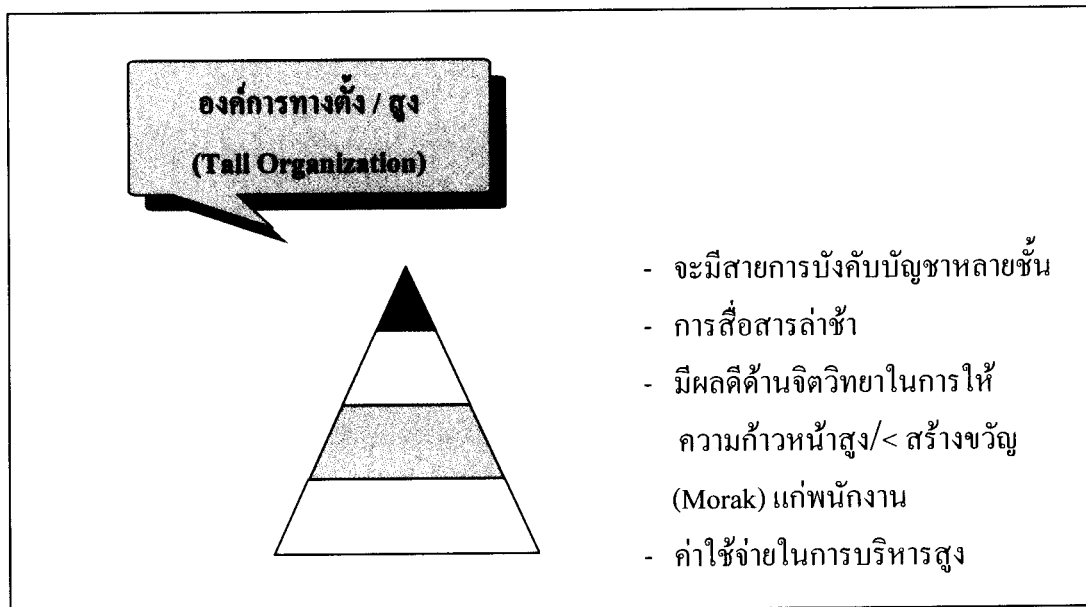 องค์การทางตั้ง / สูง
(Tall Organization)
- จะมีสายการบังคับบัญชาหลายชั้น
- การสื่อสารล่าช้า
- มีผลดีด้านจิตวิทยาในการให้
ความก้าวหน้าสูง/< สร้างขวัญ
(Morak) แก่พนักงาน
- ค่าใช้จ่ายในการบริหารสูง